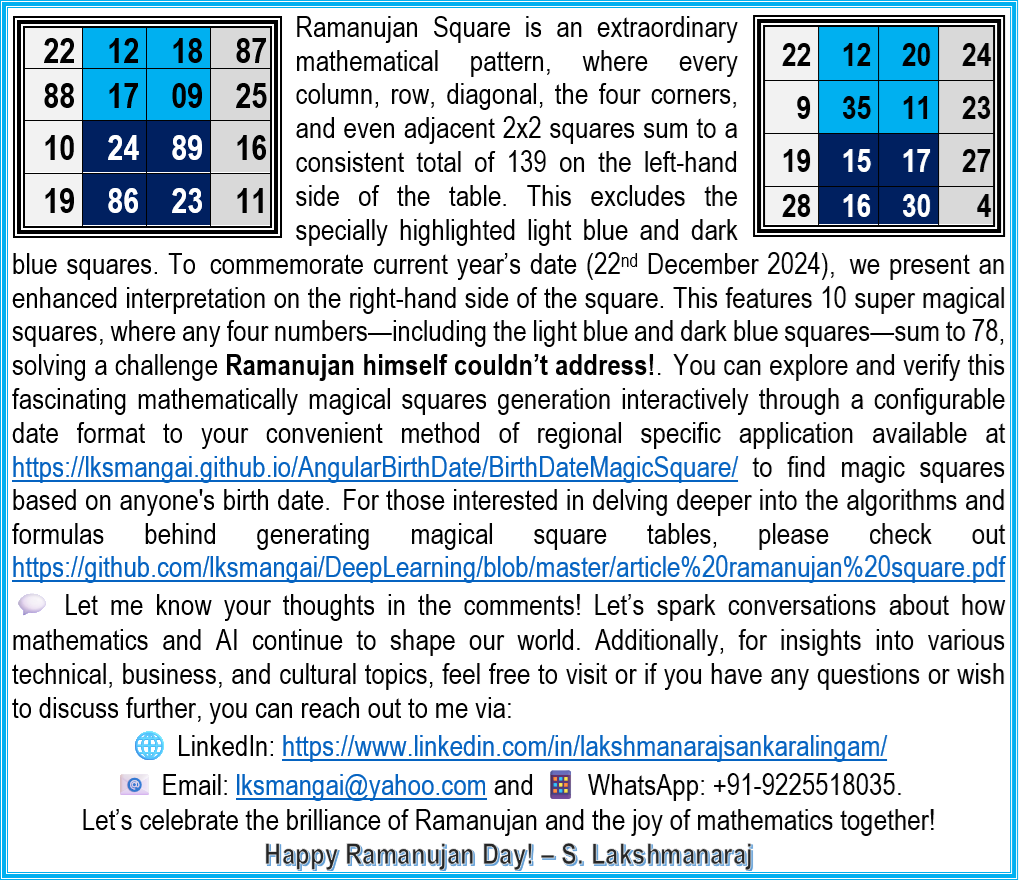 22 12 18 87
88 17 09 25
10 24 89 16
19 86 23 11
Ramanujan Square is an extraordinary
mathematical pattern, where every
column, row, diagonal, the four corners,
and even adjacent 2x2 squares sum to a
consistent total of 139 on the left-hand
side of the table. This excludes the
specially highlighted light blue and dark
22 12 20 24
9 35 11 23
19 15 17 27
28 16 30 4
blue squares. To commemorate current year's date (22nd December 2024), we present an
enhanced interpretation on the right-hand side of the square. This features 10 super magical
squares, where any four numbers—including the light blue and dark blue squares—sum to 78,
solving a challenge Ramanujan himself couldn't address!. You can explore and verify this
fascinating mathematically magical squares generation interactively through a configurable
date format to your convenient method of regional specific application available at
https://lksmangai.github.io/AngularBirthDate/BirthDateMagicSquare/ to find magic squares
based on anyone's birth date. For those interested in delving deeper into the algorithms and
formulas behind generating magical square tables, please check out
https://github.com/lksmangai/DeepLearning/blob/master/article%20ramanujan%20square.pdf
Let me know your thoughts in the comments! Let's spark conversations about how
mathematics and AI continue to shape our world. Additionally, for insights into various
technical, business, and cultural topics, feel free to visit or if you have any questions or wish
to discuss further, you can reach out to me via:
LinkedIn: https://www.linkedin.com/in/lakshmanarajsankaralingam/
Email: lksmangai@yahoo.com and WhatsApp: +91-9225518035.
Let's celebrate the brilliance of Ramanujan and the joy of mathematics together!
Happy Ramanujan Day! – S. Lakshmanaraj